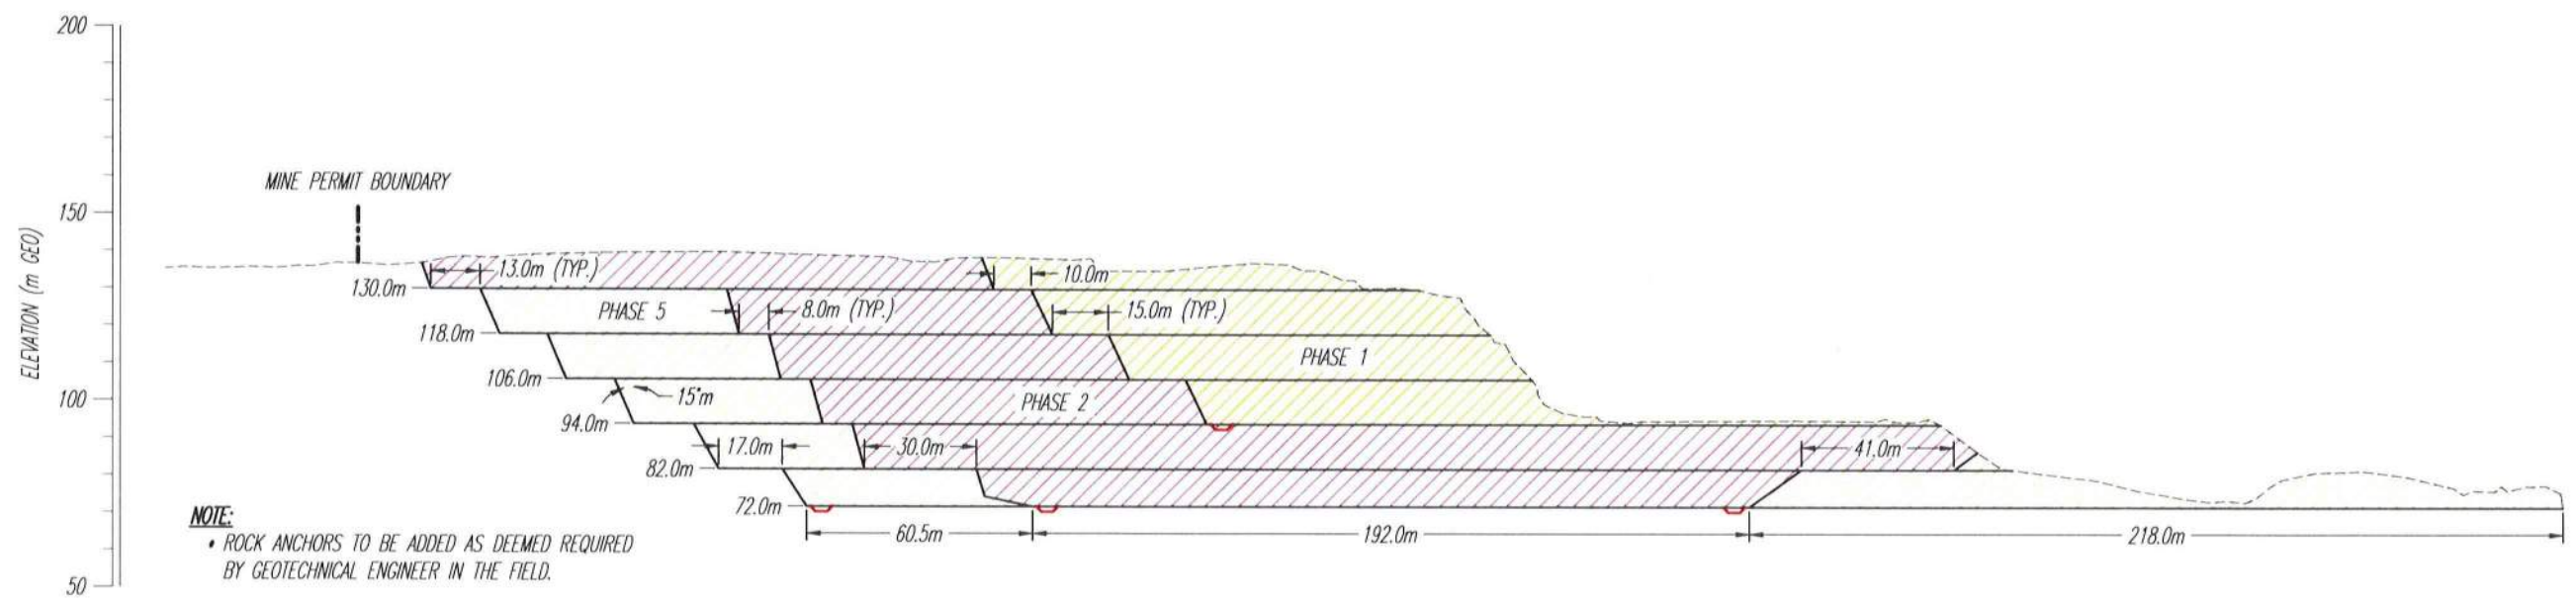 200
MINE PERMIT BOUNDARY
150
ELEVATION (m GEO)
13.0m (TYP.)
10.0m
130.0m
PHASE 5
8.0m (TYP.)
15.0m (TYP.)
118.0m
PHASE 1
106.0m
15°m
PHASE 2
100
94.0m
17.0m
30.0m
41.0m
82.0m
72.0m
60.5m
192.0m
218.0m
NOTE:
• ROCK ANCHORS TO BE ADDED AS DEEMED REQUIRED
BY GEOTECHNICAL ENGINEER IN THE FIELD.
50